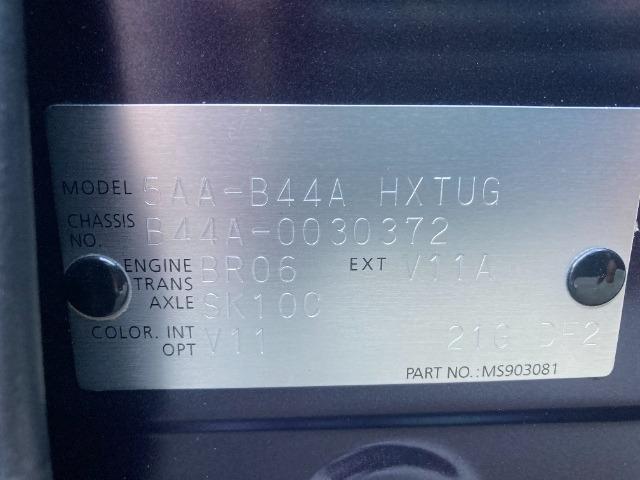 MODEL 5AA-B44A HXTUG
CHASSIS NO. B44A-0030372
ENGINE BR06 EXT V11A
TRANS AXLE SK10C
COLOR. INT V11
OPT 21G DF2
PART NO.:MS903081